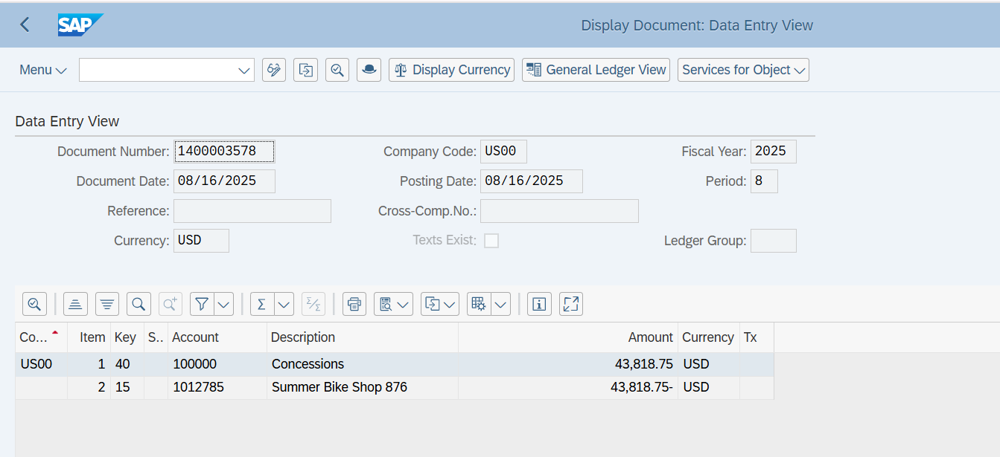 SAP
Display Document: Data Entry View
Menu
Display Currency
General Ledger View
Services for Object
Data Entry View
Document Number: 1400003578 Company Code: US00 Fiscal Year: 2025
Document Date: 08/16/2025 Posting Date: 08/16/2025 Period: 8
Reference: Cross-Comp.No.:
Currency: USD Texts Exist: Ledger Group:
Co... Item Key S.. Account Description Amount Currency Tx
US00 1 40 100000 Concessions 43,818.75 USD
2 15 1012785 Summer Bike Shop 876 43,818.75- USD